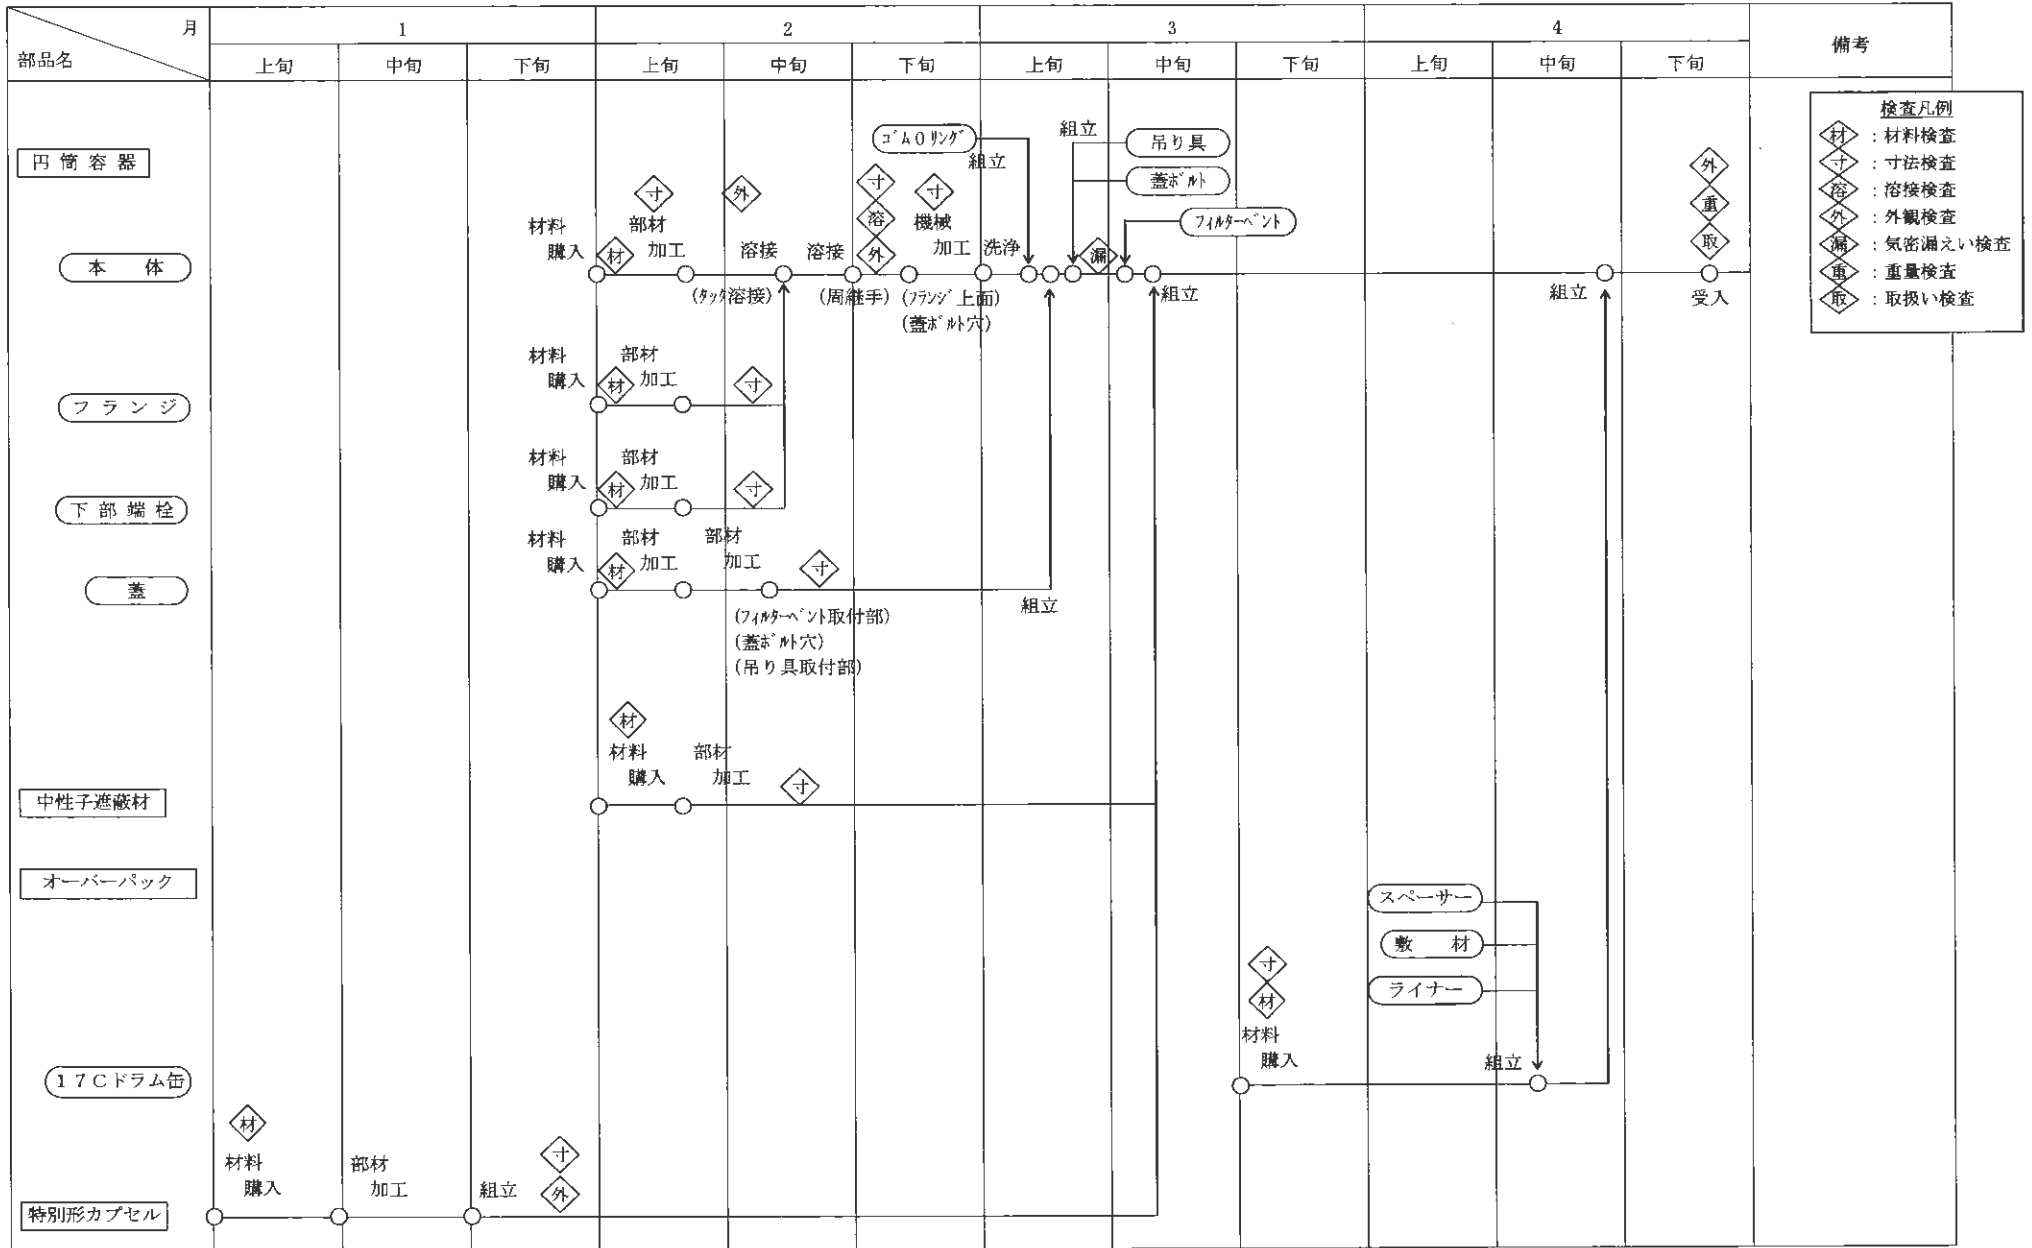 月
部品名
1
2
3
4
備考
上旬
中旬
下旬
上旬
中旬
下旬
上旬
中旬
下旬
上旬
中旬
下旬
検査凡例
材 : 材料検査
寸 : 寸法検査
溶 : 溶接検査
外 : 外観検査
漏 : 気密漏えい検査
重 : 重量検査
取 : 取扱い検査
円筒容器
ゴムOリング
組立
組立
吊り具
蓋ボルト
フィルターベント
外
重
取
寸
外
寸
溶
外
寸
機械
加工
洗浄
漏
本体
材料
購入
材
部材
加工
溶接
溶接
(タック溶接)
(周継手)
(フランジ上面)
(蓋ボルト穴)
組立
組立
受入
フランジ
材料
購入
材
部材
加工
寸
下部端栓
材料
購入
材
部材
加工
寸
蓋
材料
購入
材
部材
加工
部材
加工
寸
(フィルターベント取付部)
(蓋ボルト穴)
(吊り具取付部)
組立
中性子遮蔽材
材
材料
購入
部材
加工
寸
オーバーパック
スペーサー
敷材
ライナー
寸
材
材料
購入
組立
17Cドラム缶
材
材料
購入
部材
加工
組立
寸
外
特別形カプセル